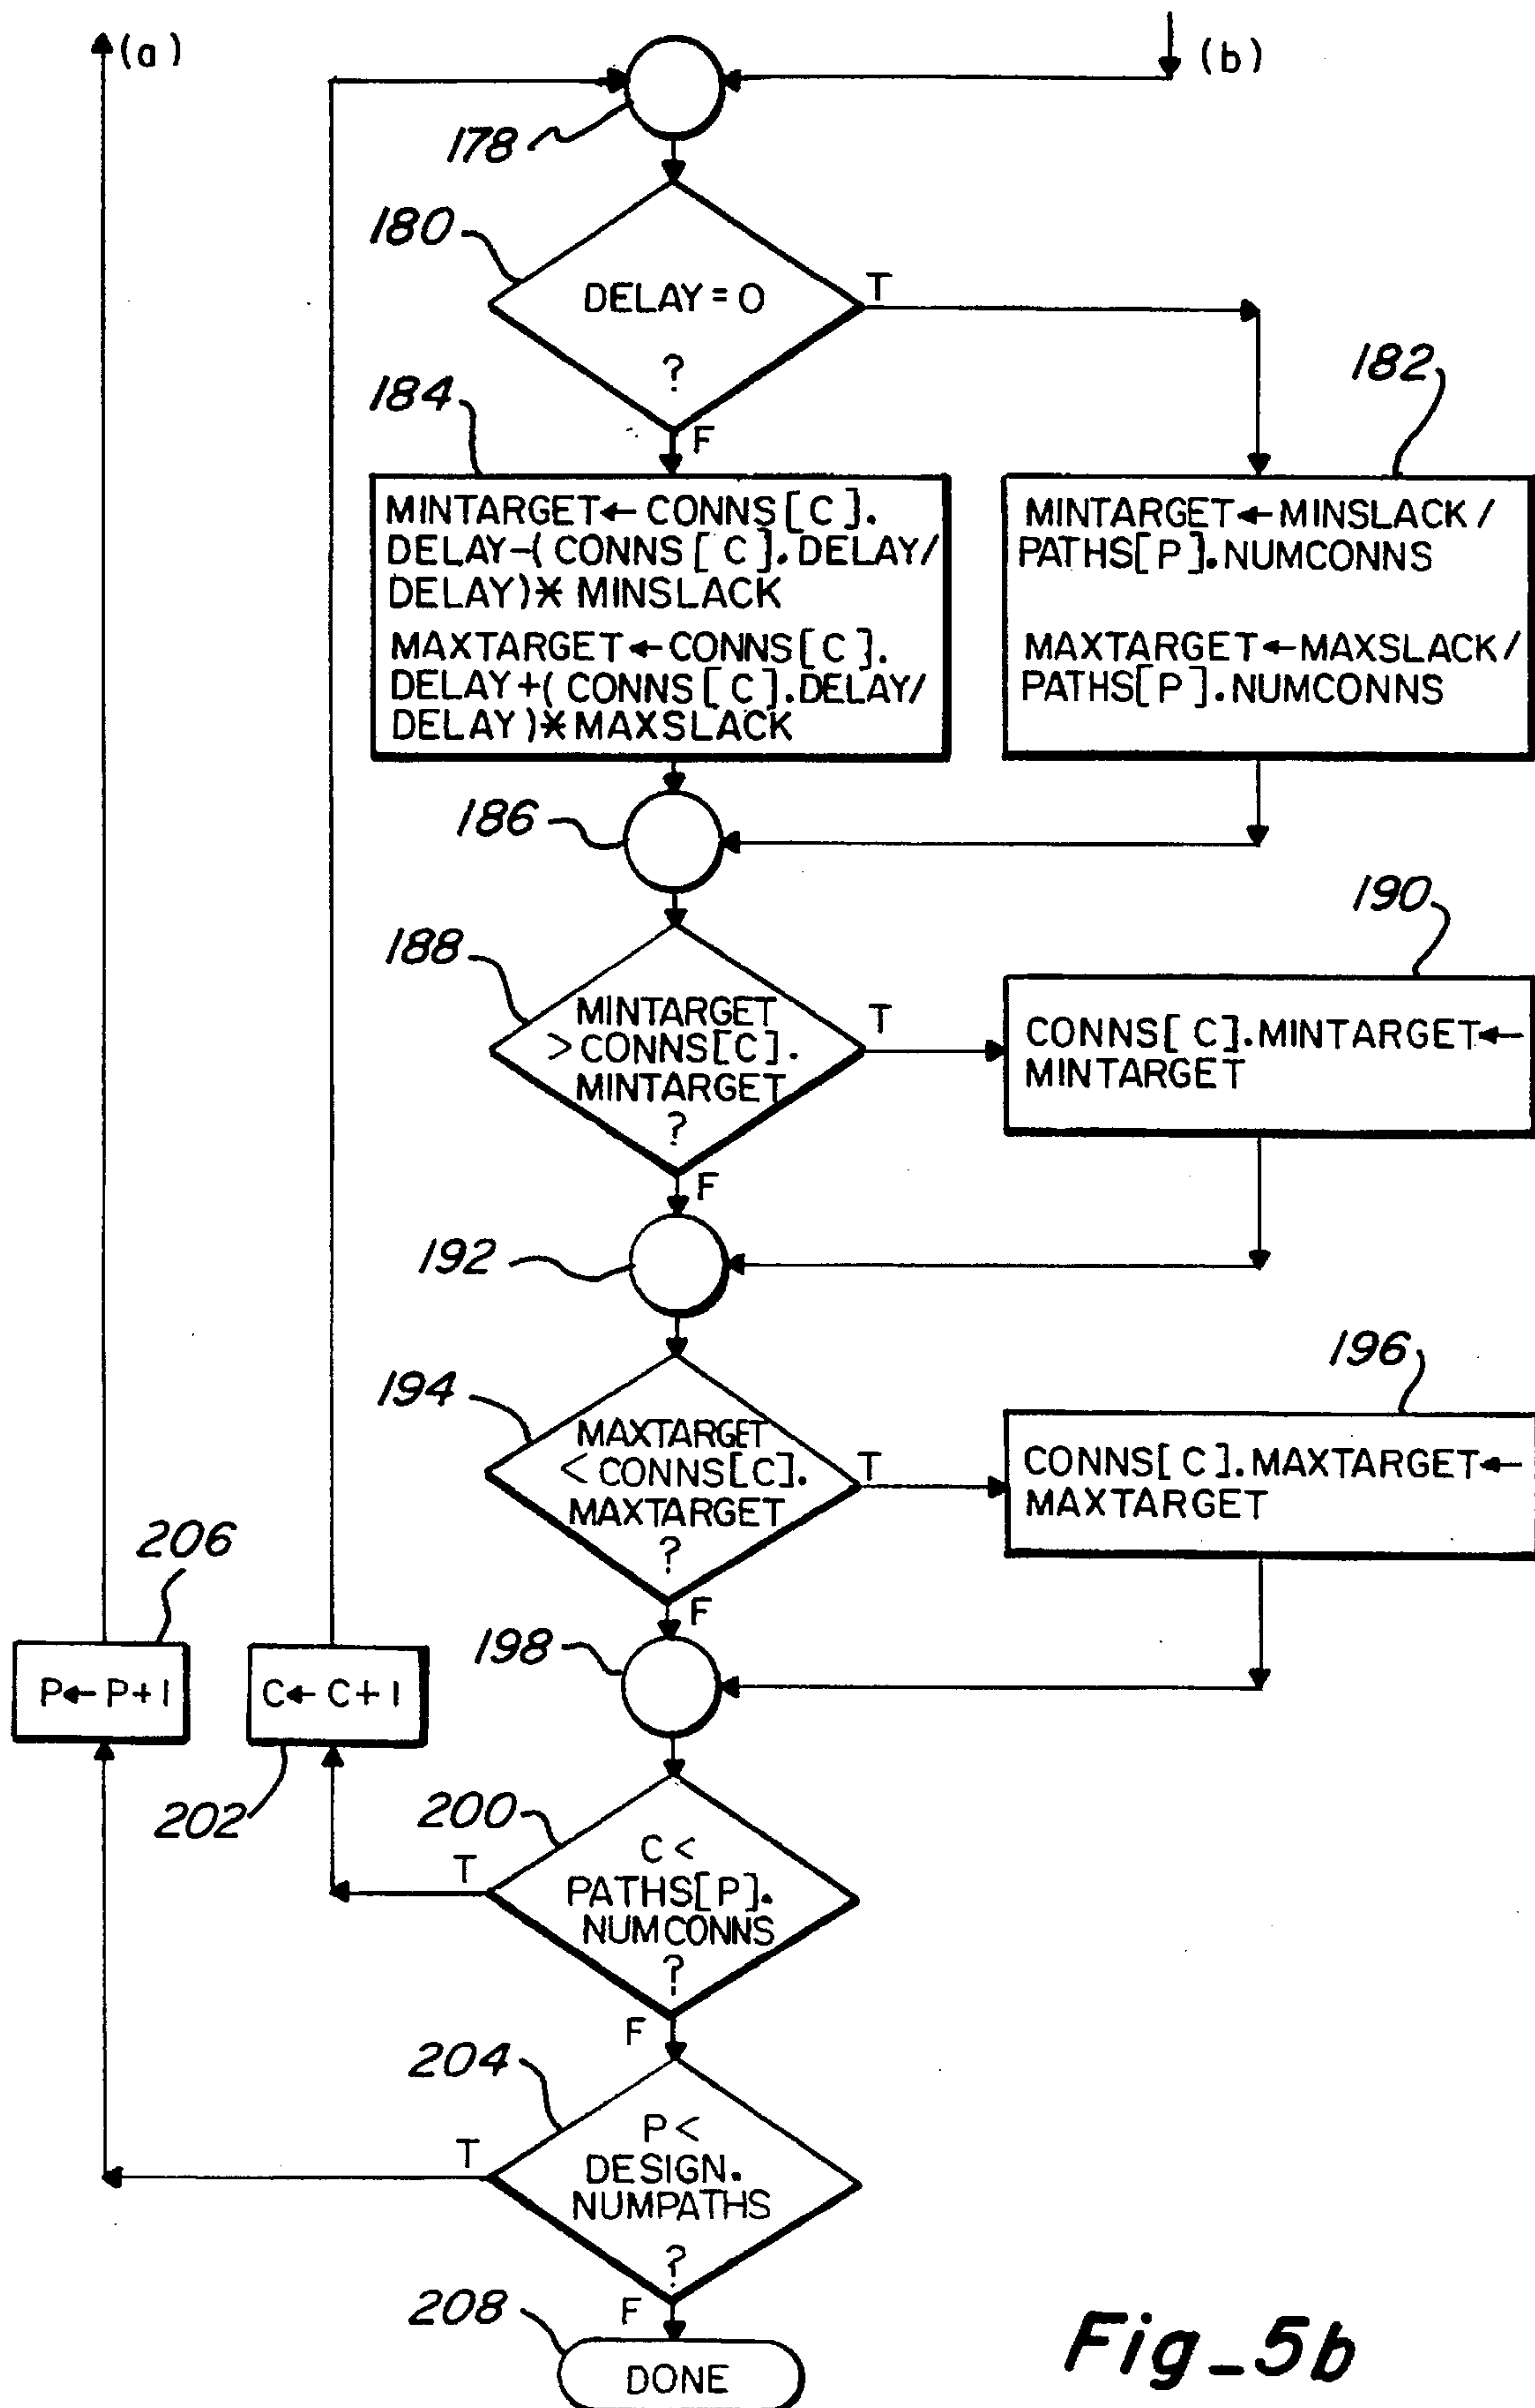 (a)
(b)
178
180
DELAY = 0
?
T
F
182
184
MINTARGET← CONNS[C].
DELAY-(CONNS[C].DELAY/
DELAY)* MINSLACK
MAXTARGET←CONNS[C].
DELAY+(CONNS[C].DELAY/
DELAY)*MAXSLACK
MINTARGET←MINSLACK/
PATHS[P].NUMCONNS
MAXTARGET←MAXSLACK/
PATHS[P].NUMCONNS
186
188
MINTARGET
>CONNS[C].
MINTARGET
?
T
F
190
CONNS[C].MINTARGET←
MINTARGET
192
194
MAXTARGET
< CONNS[C].
MAXTARGET
?
T
F
196
CONNS[C].MAXTARGET←
MAXTARGET
198
206
P← P+1
C← C+1
202
200
C <
PATHS[P].
NUMCONNS
?
T
F
204
P <
DESIGN.
NUMPATHS
?
T
F
208
DONE
Fig_5b